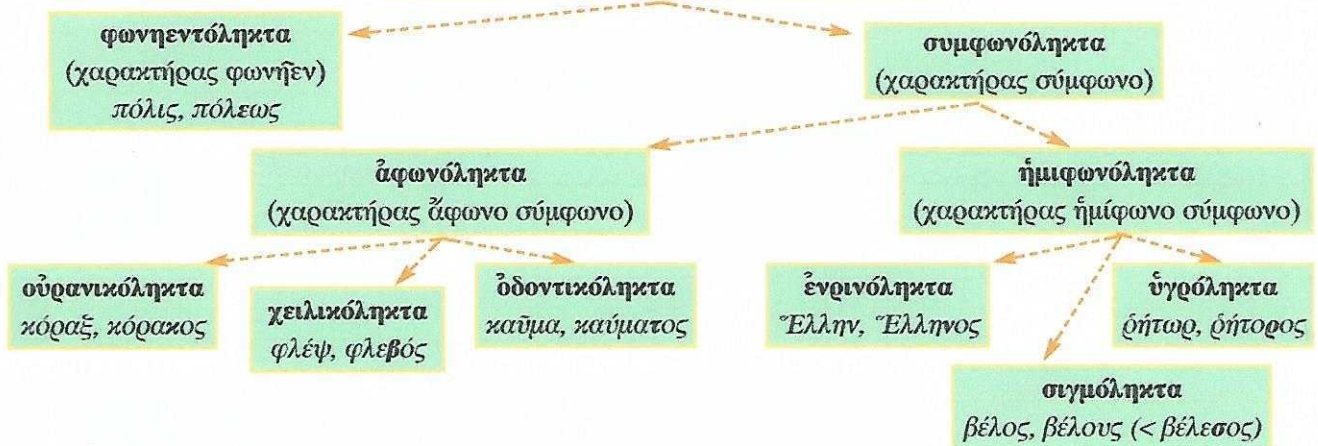 φωνηεντόληκτα
(χαρακτήρας φωνῆεν)
πόλις, πόλεως
συμφωνόληκτα
(χαρακτήρας σύμφωνο)
ἀφωνόληκτα
(χαρακτήρας ἄφωνο σύμφωνο)
ἡμιφωνόληκτα
(χαρακτήρας ἡμίφωνο σύμφωνο)
οὐρανικόληκτα
κόραξ, κόρακος
χειλικόληκτα
φλέψ, φλεβός
ὀδοντικόληκτα
καῦμα, καύματος
ἐνρινόληκτα
Ἕλλην, Ἕλληνος
ὑγρόληκτα
ῥήτωρ, ῥήτορος
σιγμόληκτα
βέλος, βέλους (< βέλεσος)